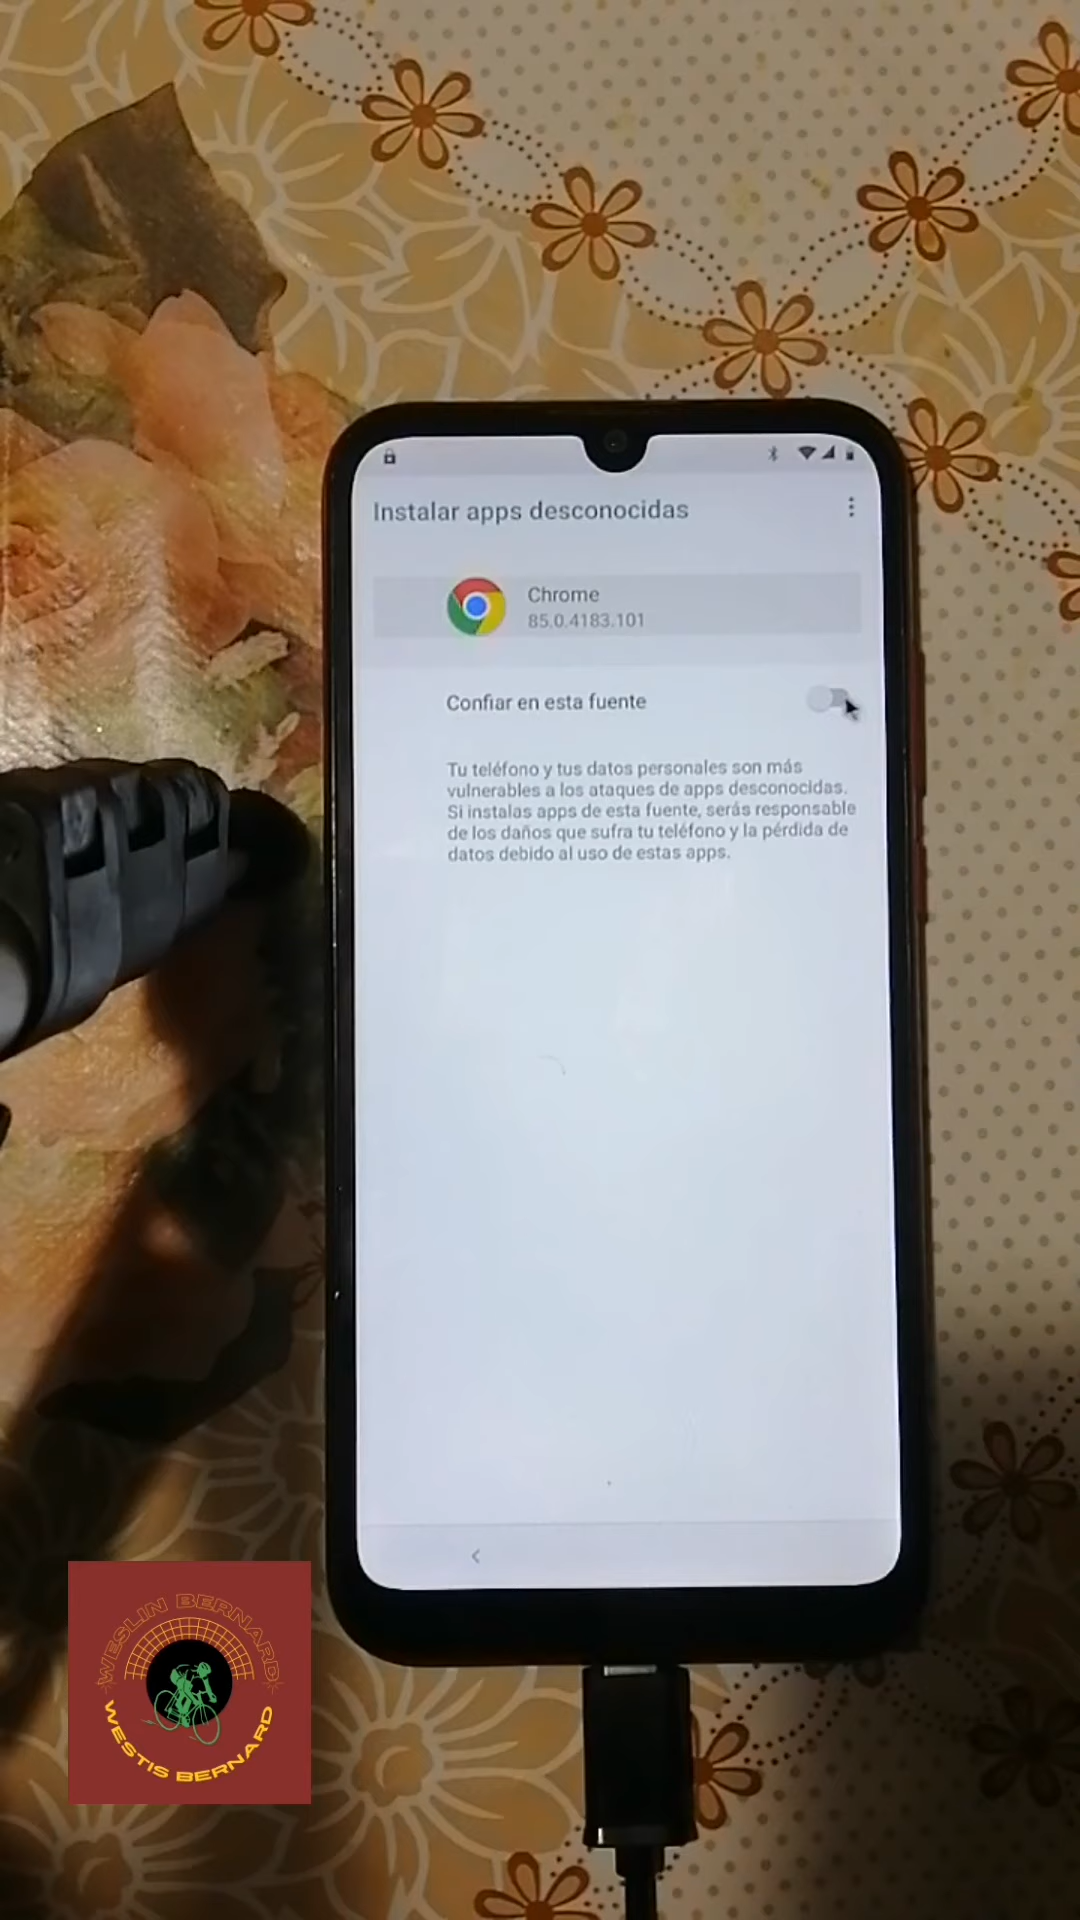 Instalar apps desconocidas
Chrome
85.0.4183.101
Confiar en esta fuente
Tu teléfono y tus datos personales son más
vulnerables a los ataques de apps desconocidas.
Si instalas apps de esta fuente, serás responsable
de los daños que sufra tu teléfono y la pérdida de
datos debido al uso de estas apps.
WESLIN BERNARD
WESTIS BERNARD